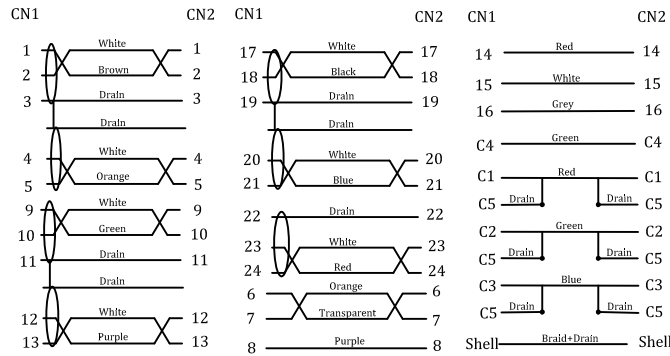 CN1 CN2
1 White 1
2 Brown 2
3 Drain 3
Drain
4 White 4
5 Orange 5
9 White 9
10 Green 10
11 Drain 11
Drain
12 White 12
13 Purple 13
CN1 CN2
17 White 17
18 Black 18
19 Drain 19
Drain
20 White 20
21 Blue 21
22 Drain 22
23 White 23
24 Red 24
6 Orange 6
7 Transparent 7
8 Purple 8
CN1 CN2
14 Red 14
15 White 15
16 Grey 16
C4 Green C4
C1 Red C1
C5 Drain Drain C5
C2 Green C2
C5 Drain Drain C5
C3 Blue C3
C5 Drain Drain C5
Shell Braid+Drain Shell